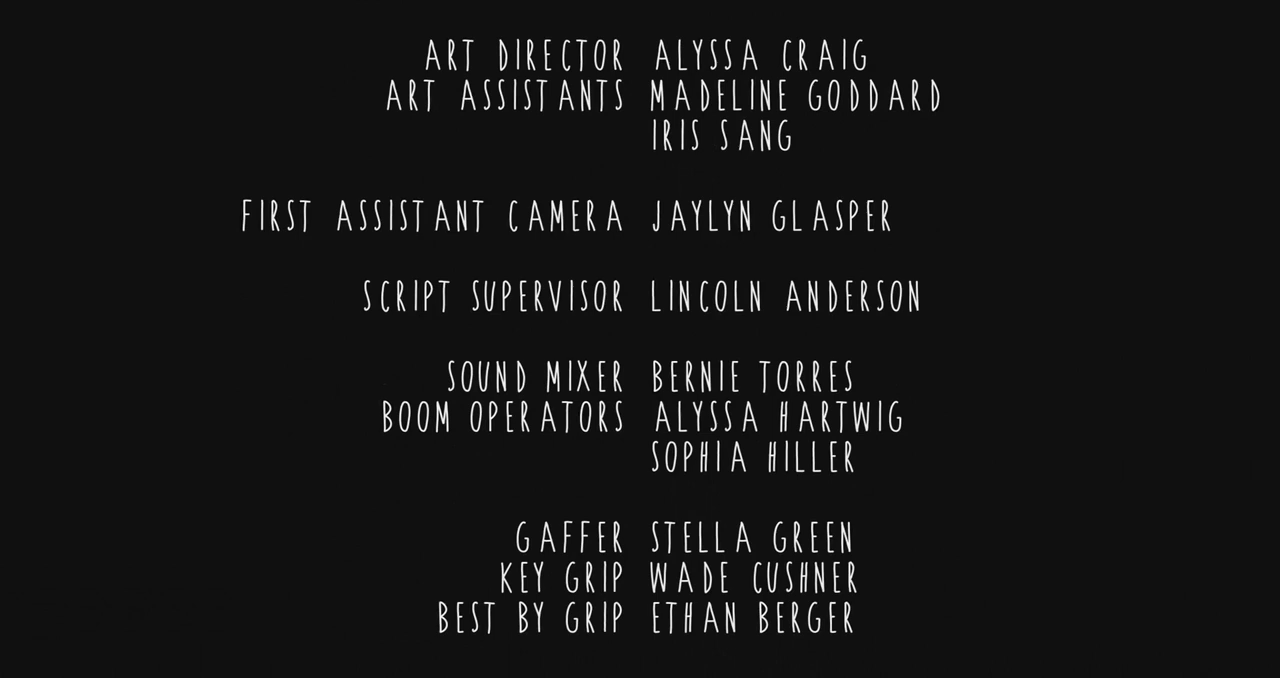 ART DIRECTOR ALYSSA CRAIG
ART ASSISTANTS MADELINE GODDARD
IRIS SANG
FIRST ASSISTANT CAMERA JAYLYN GLASPER
SCRIPT SUPERVISOR LINCOLN ANDERSON
SOUND MIXER BERNIE TORRES
BOOM OPERATORS ALYSSA HARTWIG
SOPHIA HILLER
GAFFER STELLA GREEN
KEY GRIP WADE CUSHNER
BEST BY GRIP ETHAN BERGER